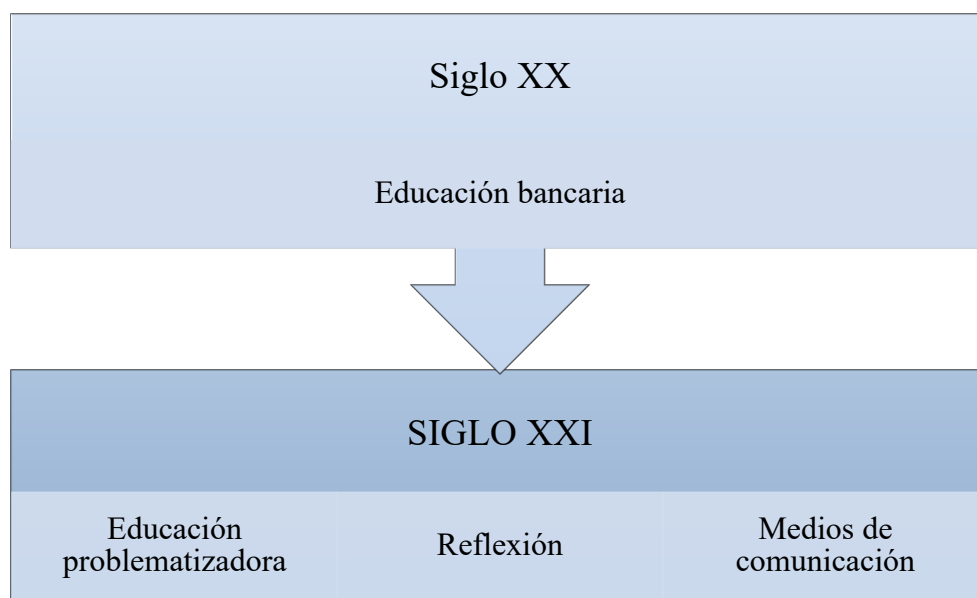 Siglo XX
Educación bancaria
SIGLO XXI
Educación
problematizadora
Reflexión
Medios de
comunicación